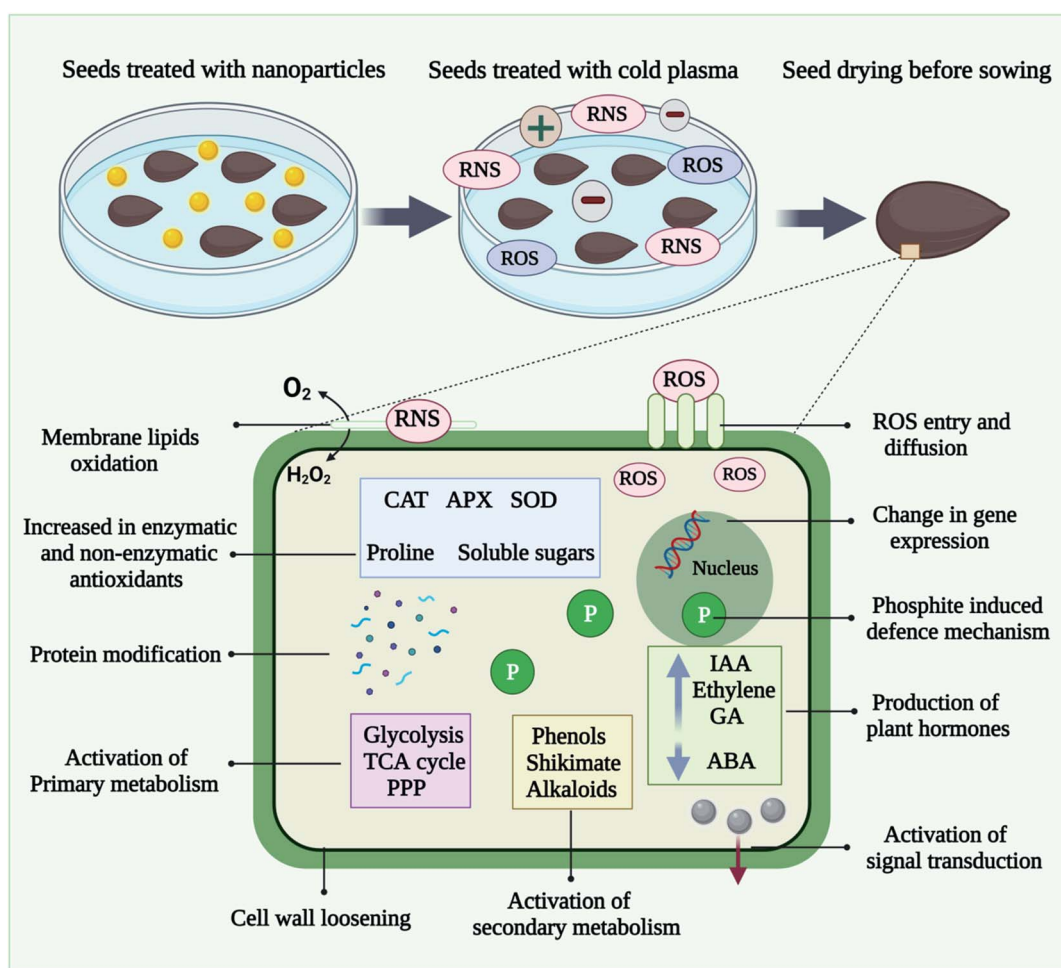 Seeds treated with nanoparticles
Seeds treated with cold plasma
Seed drying before sowing
+
RNS
-
RNS
ROS
-
ROS
RNS
O₂
RNS
H₂O₂
ROS
ROS
ROS
Membrane lipids
oxidation
ROS entry and
diffusion
CAT APX SOD
Proline Soluble sugars
Increased in enzymatic
and non-enzymatic
antioxidants
Nucleus
Change in gene
expression
P
P
P
Phosphite induced
defence mechanism
Protein modification
IAA
Ethylene
GA
ABA
Production of
plant hormones
Glycolysis
TCA cycle
PPP
Activation of
Primary metabolism
Phenols
Shikimate
Alkaloids
Activation of
signal transduction
Cell wall loosening
Activation of
secondary metabolism